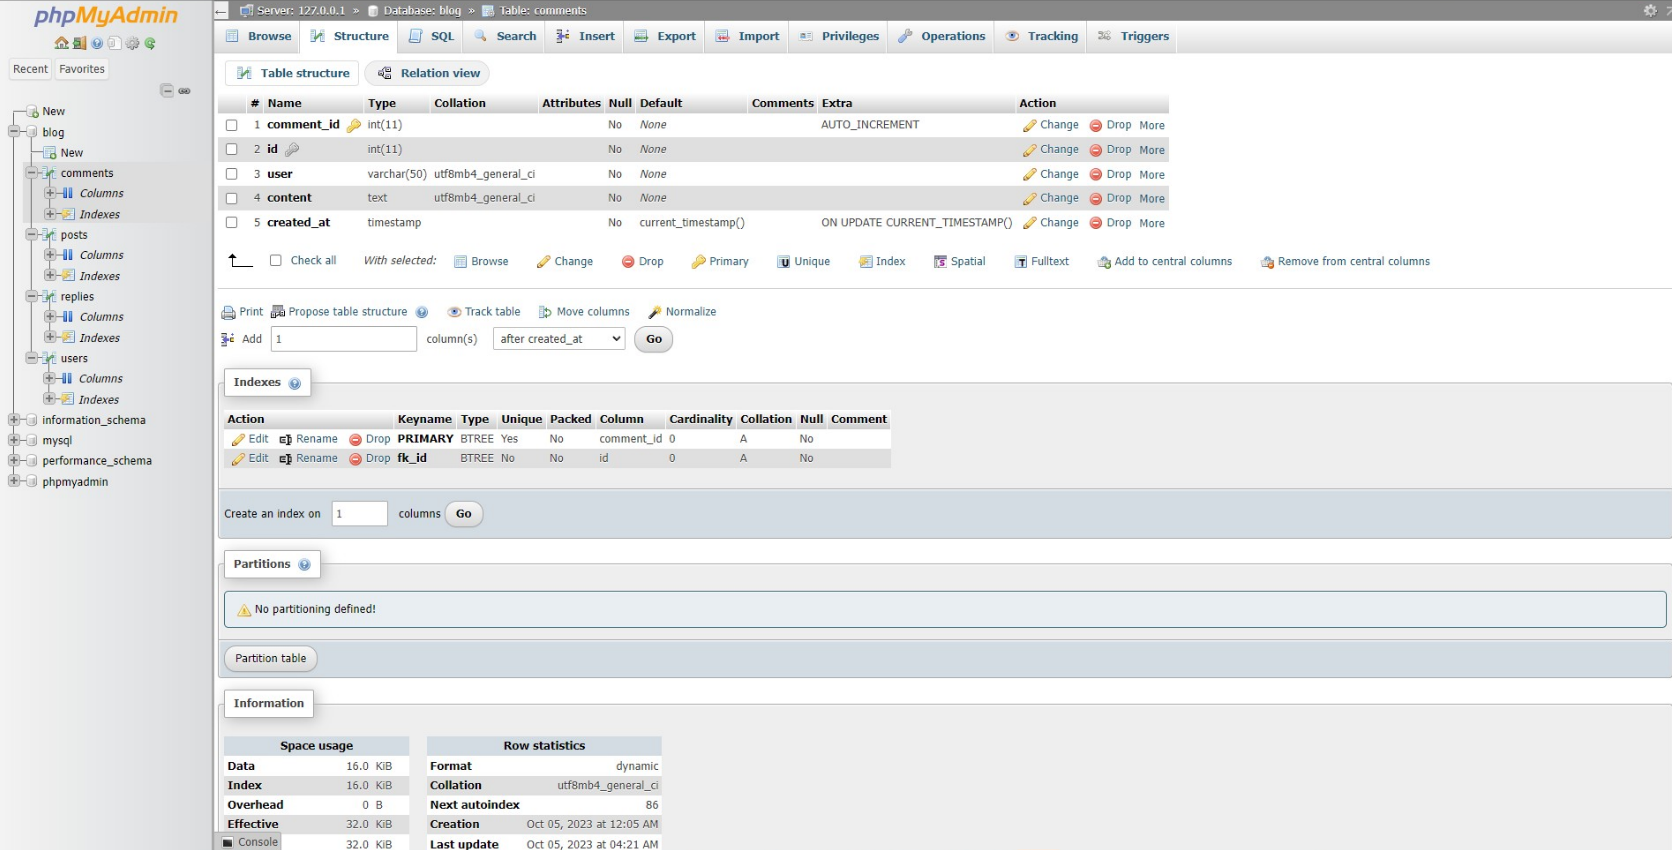 phpMyAdmin
Recent Favorites
New
blog
New
comments
Columns
Indexes
posts
Columns
Indexes
replies
Columns
Indexes
users
Columns
Indexes
information_schema
mysql
performance_schema
phpmyadmin
Server: 127.0.0.1 » Database: blog » Table: comments
Browse Structure SQL Search Insert Export Import Privileges Operations Tracking Triggers
Table structure Relation view
# Name Type Collation Attributes Null Default Comments Extra Action
1 comment_id int(11) No None AUTO_INCREMENT Change Drop More
2 id int(11) No None Change Drop More
3 user varchar(50) utf8mb4_general_ci No None Change Drop More
4 content text utf8mb4_general_ci No None Change Drop More
5 created_at timestamp No current_timestamp() ON UPDATE CURRENT_TIMESTAMP() Change Drop More
Check all With selected: Browse Change Drop Primary Unique Index Spatial Fulltext Add to central columns Remove from central columns
Print Propose table structure Track table Move columns Normalize
Add 1 column(s) after created_at Go
Indexes
Action Keyname Type Unique Packed Column Cardinality Collation Null Comment
Edit Rename Drop PRIMARY BTREE Yes No comment_id 0 A No
Edit Rename Drop fk_id BTREE No No id 0 A No
Create an index on 1 columns Go
Partitions
No partitioning defined!
Partition table
Information
Space usage
Data 16.0 KiB
Index 16.0 KiB
Overhead 0 B
Effective 32.0 KiB
32.0 KiB
Row statistics
Format dynamic
Collation utf8mb4_general_ci
Next autoindex 86
Creation Oct 05, 2023 at 12:05 AM
Last update Oct 05, 2023 at 04:21 AM
Console